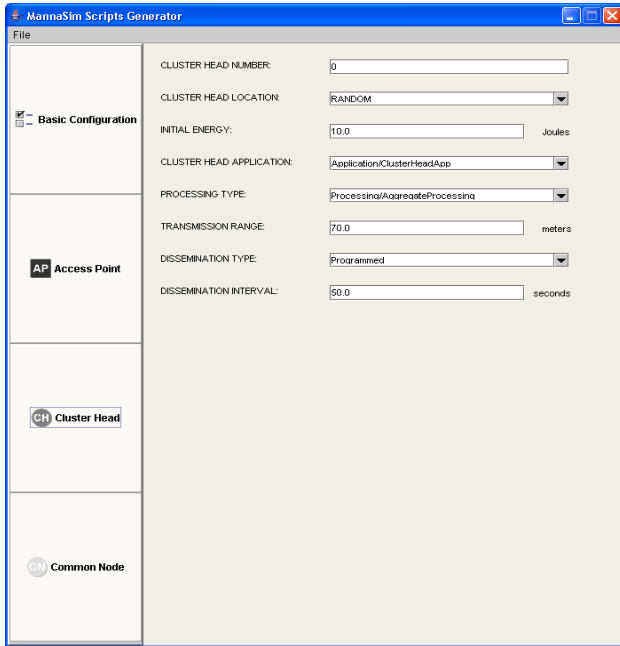 MannaSim Scripts Generator
File
Basic Configuration
AP Access Point
CH Cluster Head
CN Common Node
CLUSTER HEAD NUMBER: 0
CLUSTER HEAD LOCATION: RANDOM
INITIAL ENERGY: 10.0 Joules
CLUSTER HEAD APPLICATION: Application/ClusterHeadApp
PROCESSING TYPE: Processing/AggregateProcessing
TRANSMISSION RANGE: 70.0 meters
DISSEMINATION TYPE: Programmed
DISSEMINATION INTERVAL: 50.0 seconds